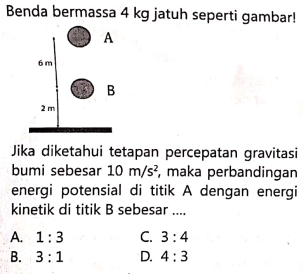 Benda bermassa 4 kg jatuh seperti gambar!
A
6 m
B
2 m
Jika diketahui tetapan percepatan gravitasi
bumi sebesar 10 m/s², maka perbandingan
energi potensial di titik A dengan energi
kinetik di titik B sebesar ....
A. 1 : 3 C. 3 : 4
B. 3 : 1 D. 4 : 3